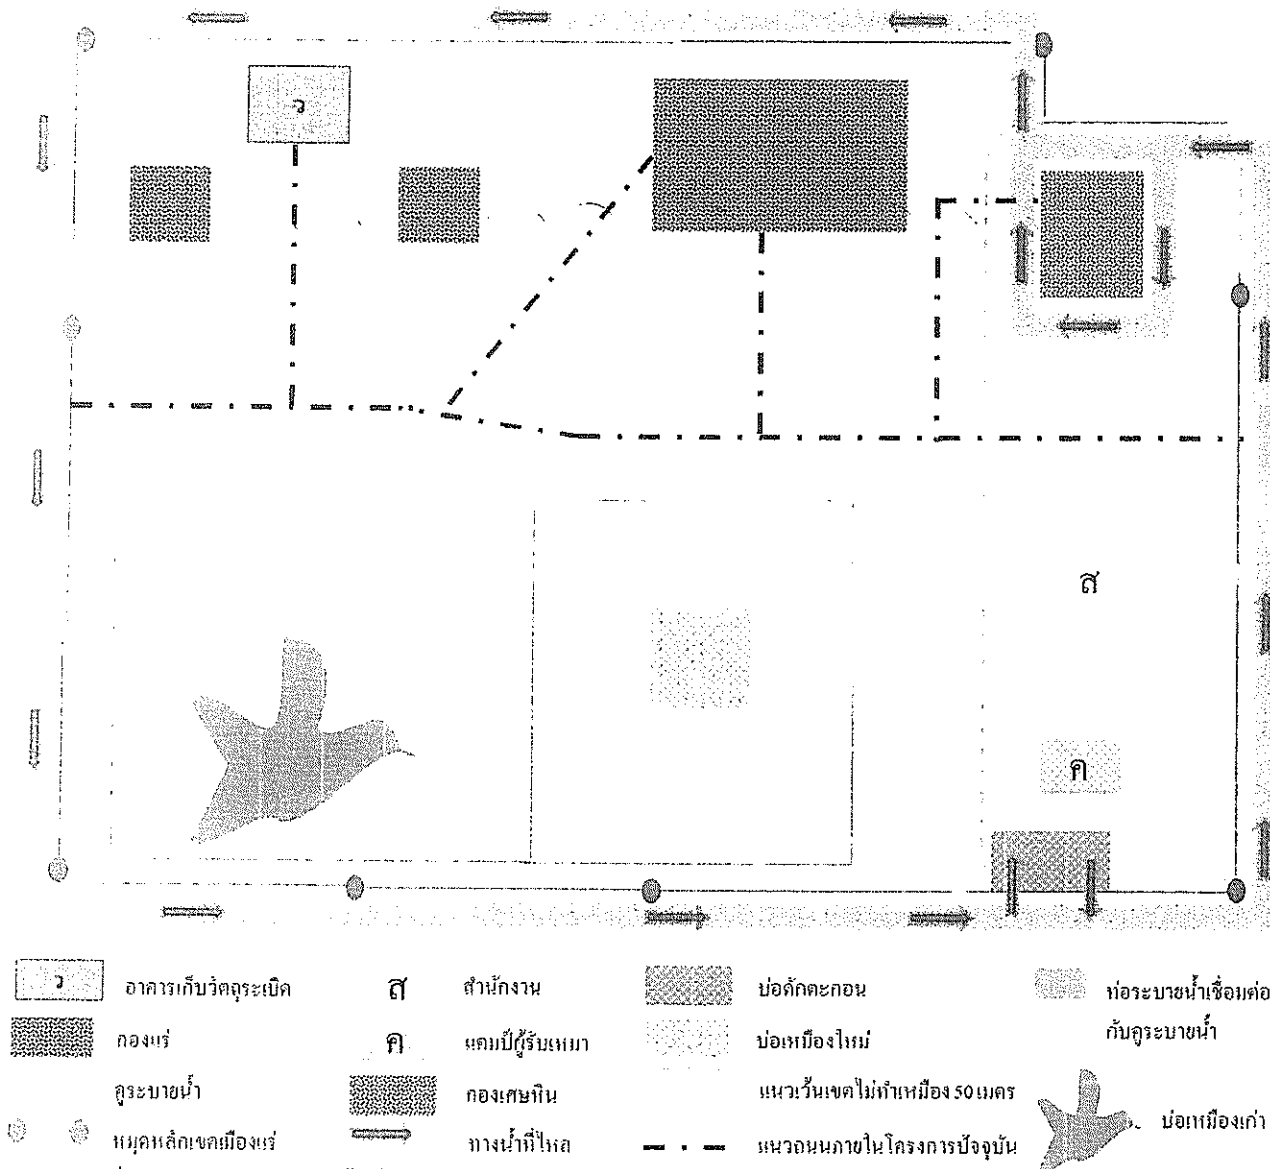 ว
ส
ค
ว อาคารเก็บวัตถุระเบิด
ส สำนักงาน
บ่อดักตะกอน
ท่อระบายน้ำเชื่อมต่อ
กับคูระบายน้ำ
กองแร่
ค แคมป์ผู้รับเหมา
บ่อเหมืองใหม่
คูระบายน้ำ
กองเศษหิน
แนวเว้นเขตไม่ทำเหมือง 50 เมตร
หมุดหลักเขตเมืองแร่
ทางน้ำที่ไหล
แนวถนนภายในโครงการปัจจุบัน
บ่อเหมืองเก่า